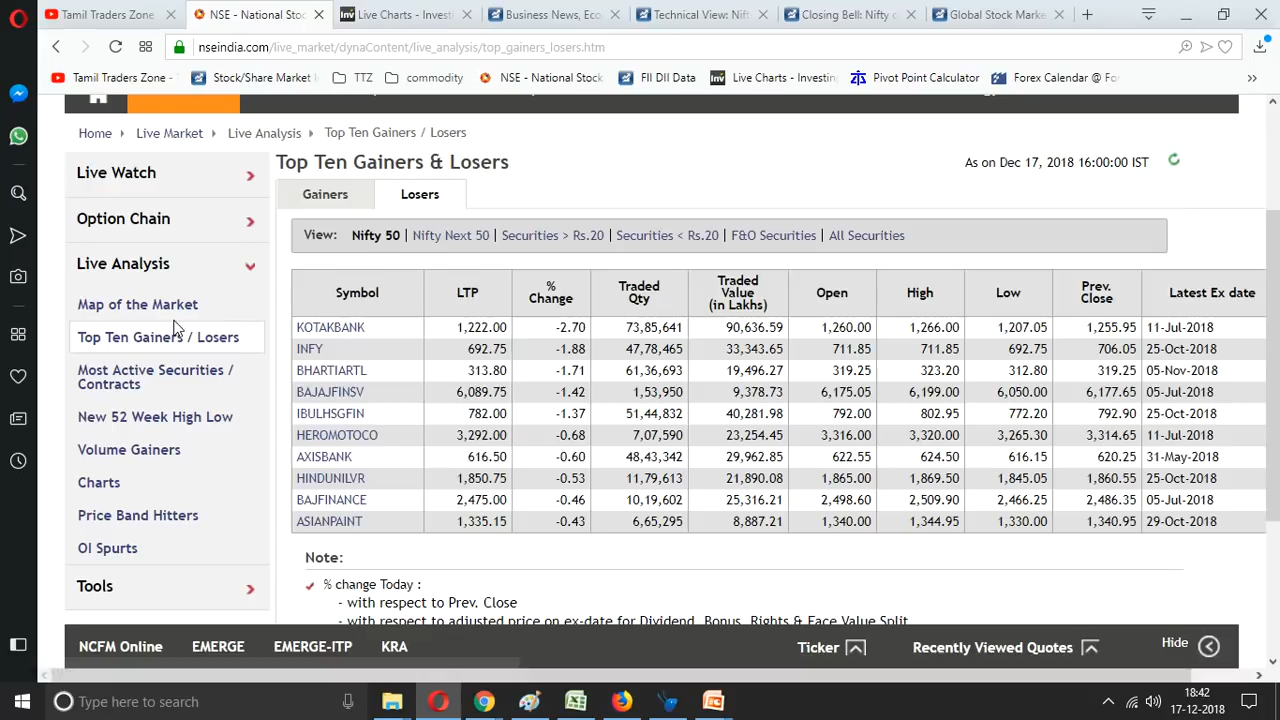 Tamil Traders Zone
NSE - National Stoc
Live Charts - Investi
Business News, Eco
Technical View: Nifty
Closing Bell: Nifty c
Global Stock Marke
nseindia.com/live_market/dynaContent/live_analysis/top_gainers_losers.htm
Tamil Traders Zone -
Stock/Share Market I
TTZ
commodity
NSE - National Stock
FII DII Data
Live Charts - Investing
Pivot Point Calculator
Forex Calendar @ Fo
Home
Live Market
Live Analysis
Top Ten Gainers / Losers
Live Watch
Option Chain
Live Analysis
Map of the Market
Top Ten Gainers / Losers
Most Active Securities /
Contracts
New 52 Week High Low
Volume Gainers
Charts
Price Band Hitters
OI Spurts
Tools
Top Ten Gainers & Losers
As on Dec 17, 2018 16:00:00 IST
Gainers
Losers
View: Nifty 50 | Nifty Next 50 | Securities > Rs.20 | Securities < Rs.20 | F&O Securities | All Securities
Symbol LTP % Change Traded Qty Traded Value (in Lakhs) Open High Low Prev. Close Latest Ex date
KOTAKBANK 1,222.00 -2.70 73,85,641 90,636.59 1,260.00 1,266.00 1,207.05 1,255.95 11-Jul-2018
INFY 692.75 -1.88 47,78,465 33,343.65 711.85 711.85 692.75 706.05 25-Oct-2018
BHARTIARTL 313.80 -1.71 61,36,693 19,496.27 319.25 323.20 312.80 319.25 05-Nov-2018
BAJAJFINSV 6,089.75 -1.42 1,53,950 9,378.73 6,175.05 6,199.00 6,050.00 6,177.65 05-Jul-2018
IBULHSGFIN 782.00 -1.37 51,44,832 40,281.98 792.00 802.95 772.20 792.90 25-Oct-2018
HEROMOTOCO 3,292.00 -0.68 7,07,590 23,254.45 3,316.00 3,320.00 3,265.30 3,314.65 11-Jul-2018
AXISBANK 616.50 -0.60 48,43,342 29,962.85 622.55 624.50 616.15 620.25 31-May-2018
HINDUNILVR 1,850.75 -0.53 11,79,613 21,890.08 1,865.00 1,869.50 1,845.05 1,860.55 25-Oct-2018
BAJFINANCE 2,475.00 -0.46 10,19,602 25,316.21 2,498.60 2,509.90 2,466.25 2,486.35 05-Jul-2018
ASIANPAINT 1,335.15 -0.43 6,65,295 8,887.21 1,340.00 1,344.95 1,330.00 1,340.95 29-Oct-2018
Note:
% change Today :
- with respect to Prev. Close
- with respect to adjusted price on ex-date for Dividend, Bonus, Rights & Face Value Split
NCFM Online
EMERGE
EMERGE-ITP
KRA
Ticker
Recently Viewed Quotes
Hide
Type here to search
18:42
17-12-2018